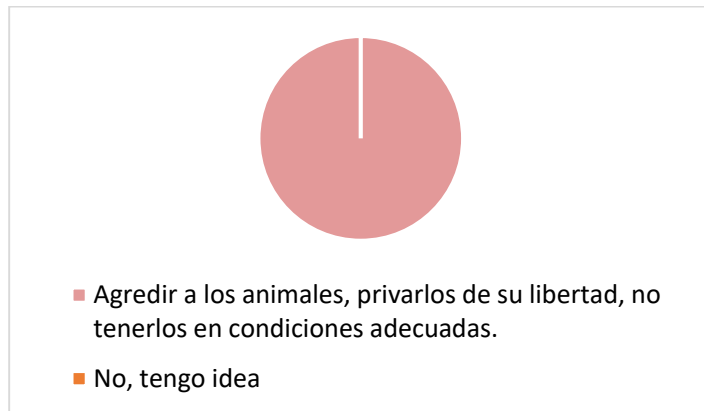 Agredir a los animales, privarlos de su libertad, no
tenerlos en condiciones adecuadas.
No, tengo idea